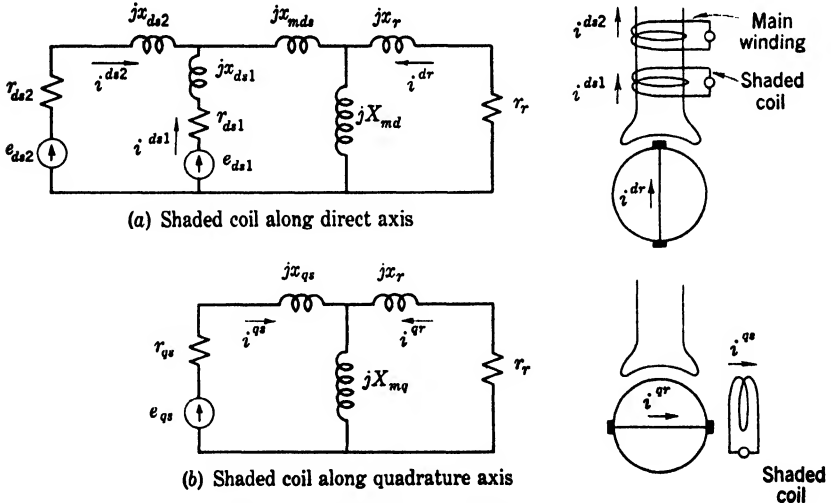 jx_ds2
jx_mds
jx_r
i^ds2
jx_ds1
i^dr
r_ds2
r_ds1
jX_md
r_r
i^ds1
e_ds2
e_ds1
(a) Shaded coil along direct axis
i^ds2
Main
winding
i^ds1
Shaded
coil
i^dr
jx_qs
jx_r
i^qs
i^qr
r_qs
jX_mq
r_r
e_qs
(b) Shaded coil along quadrature axis
i^qs
i^qr
Shaded
coil